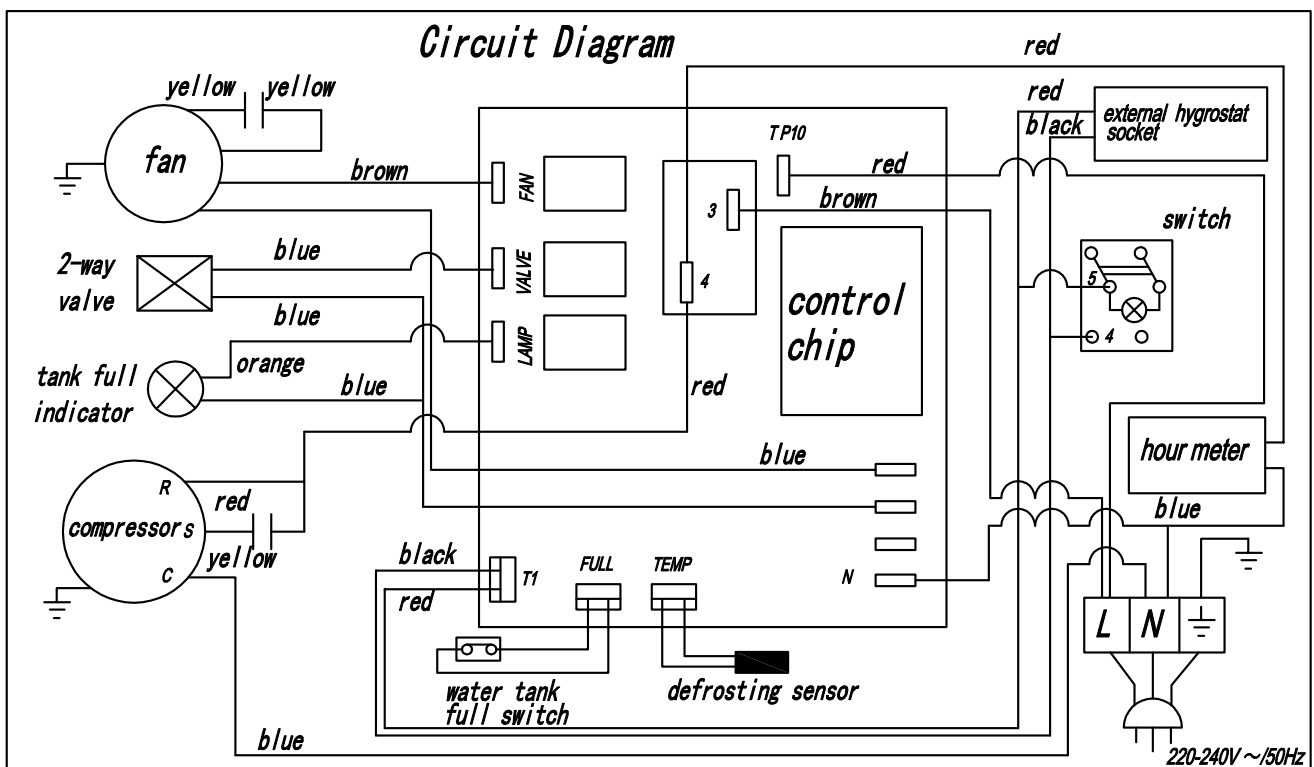 Circuit Diagram
red
yellow
yellow
red
external hygrostat
socket
black
TP10
fan
red
brown
FAN
3
brown
switch
blue
2-way
valve
VALVE
4
5
control
chip
blue
LAMP
4
orange
tank full
indicator
blue
red
hour meter
blue
R
red
compressor
S
blue
yellow
black
C
T1
FULL
TEMP
N
red
L
N
water tank
full switch
defrosting sensor
blue
220-240V ~/50Hz